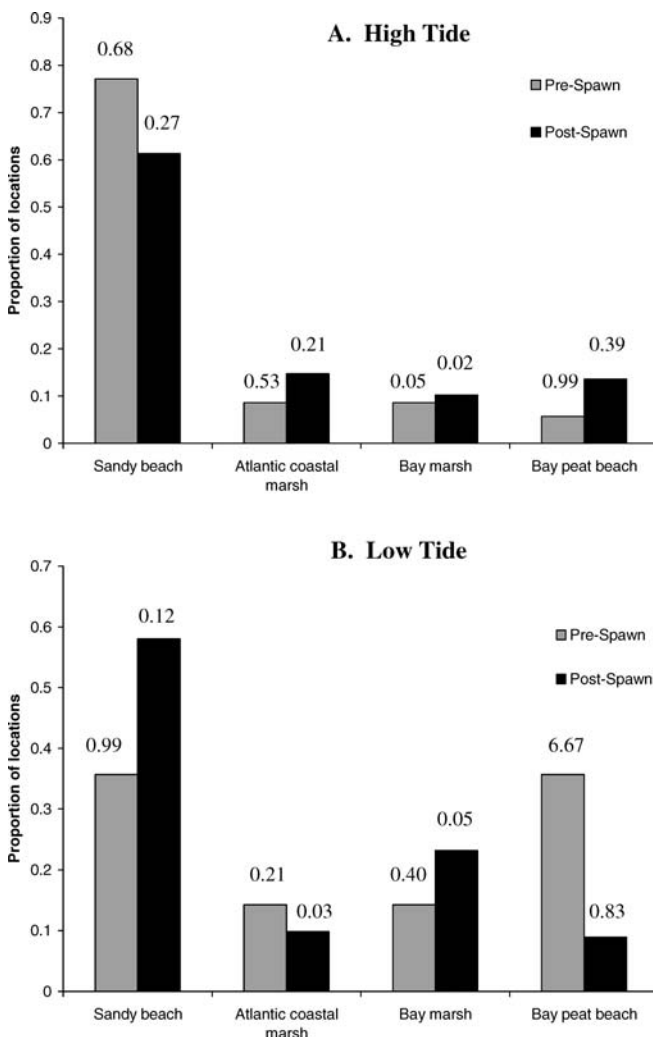 A. High Tide
0.9
0.8
0.7
0.6
0.5
0.4
0.3
0.2
0.1
0
Proportion of locations
0.68
0.27
0.53
0.21
0.05
0.02
0.99
0.39
Pre-Spawn
Post-Spawn
Sandy beach
Atlantic coastal
marsh
Bay marsh
Bay peat beach
B. Low Tide
0.7
0.6
0.5
0.4
0.3
0.2
0.1
0
Proportion of locations
0.99
0.12
0.21
0.03
0.40
0.05
6.67
0.83
Pre-Spawn
Post-Spawn
Sandy beach
Atlantic coastal
marsh
Bay marsh
Bay peat beach